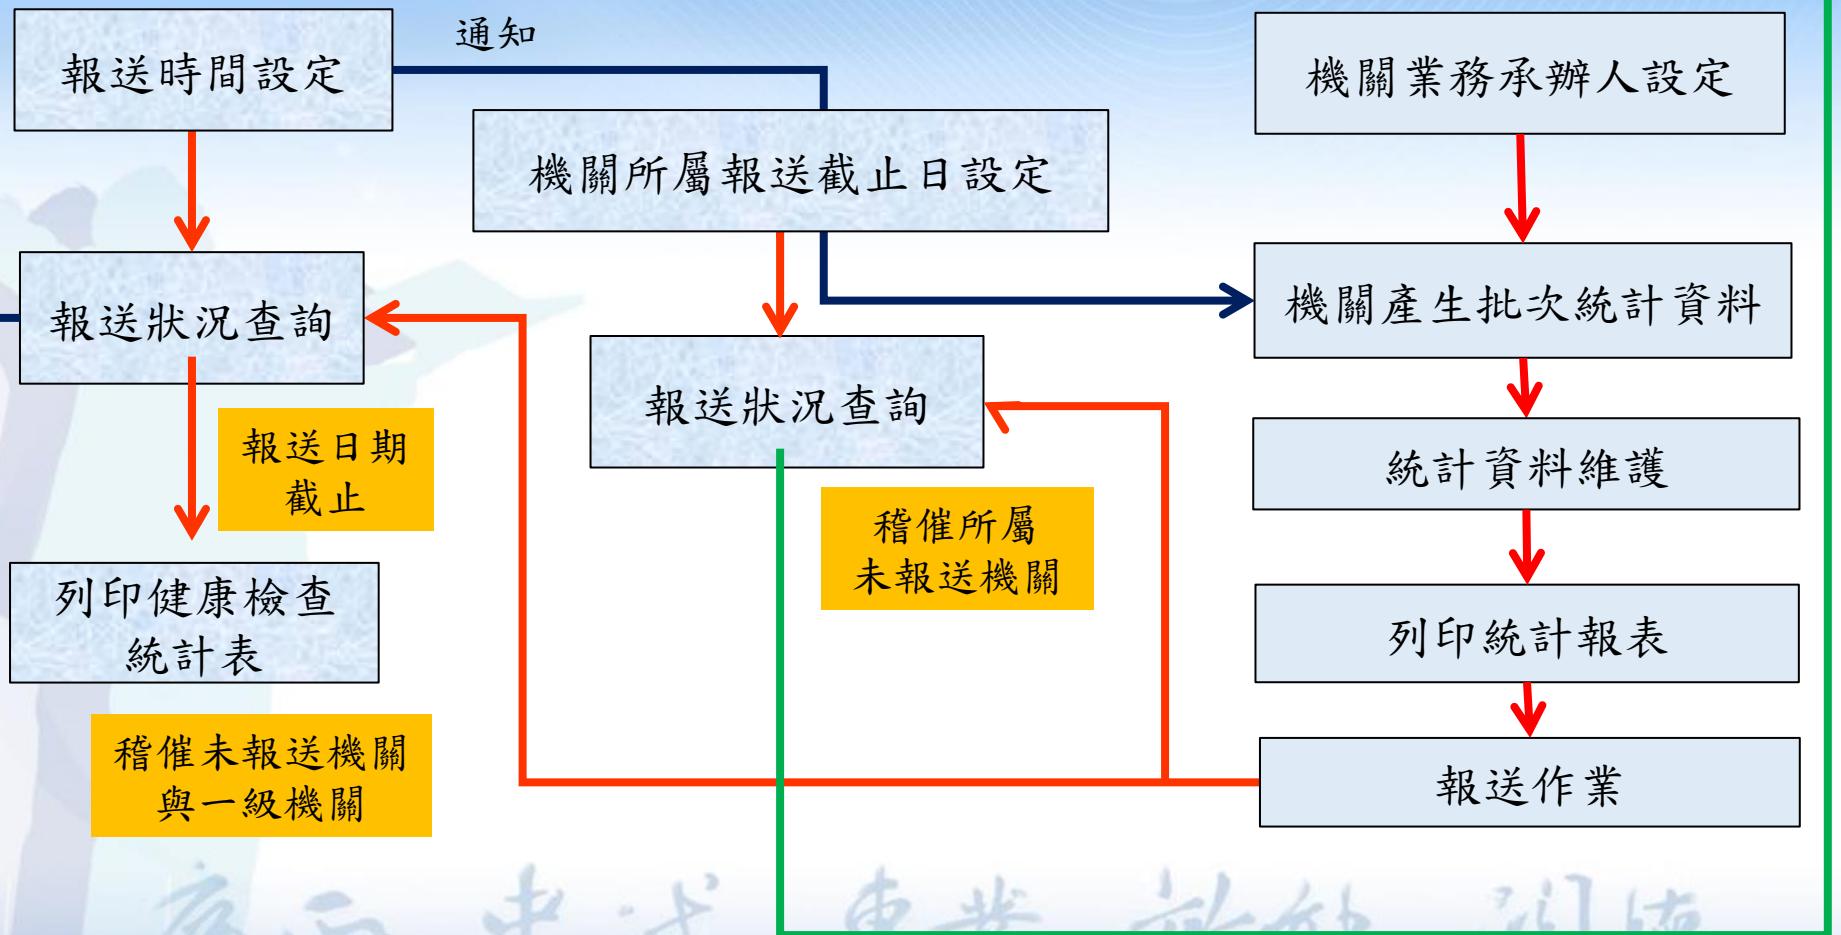 報送時間設定
通知
機關所屬報送截止日設定
機關業務承辦人設定
報送狀況查詢
機關產生批次統計資料
報送狀況查詢
報送日期
截止
統計資料維護
稽催所屬
未報送機關
列印健康檢查
統計表
列印統計報表
稽催未報送機關
與一級機關
報送作業